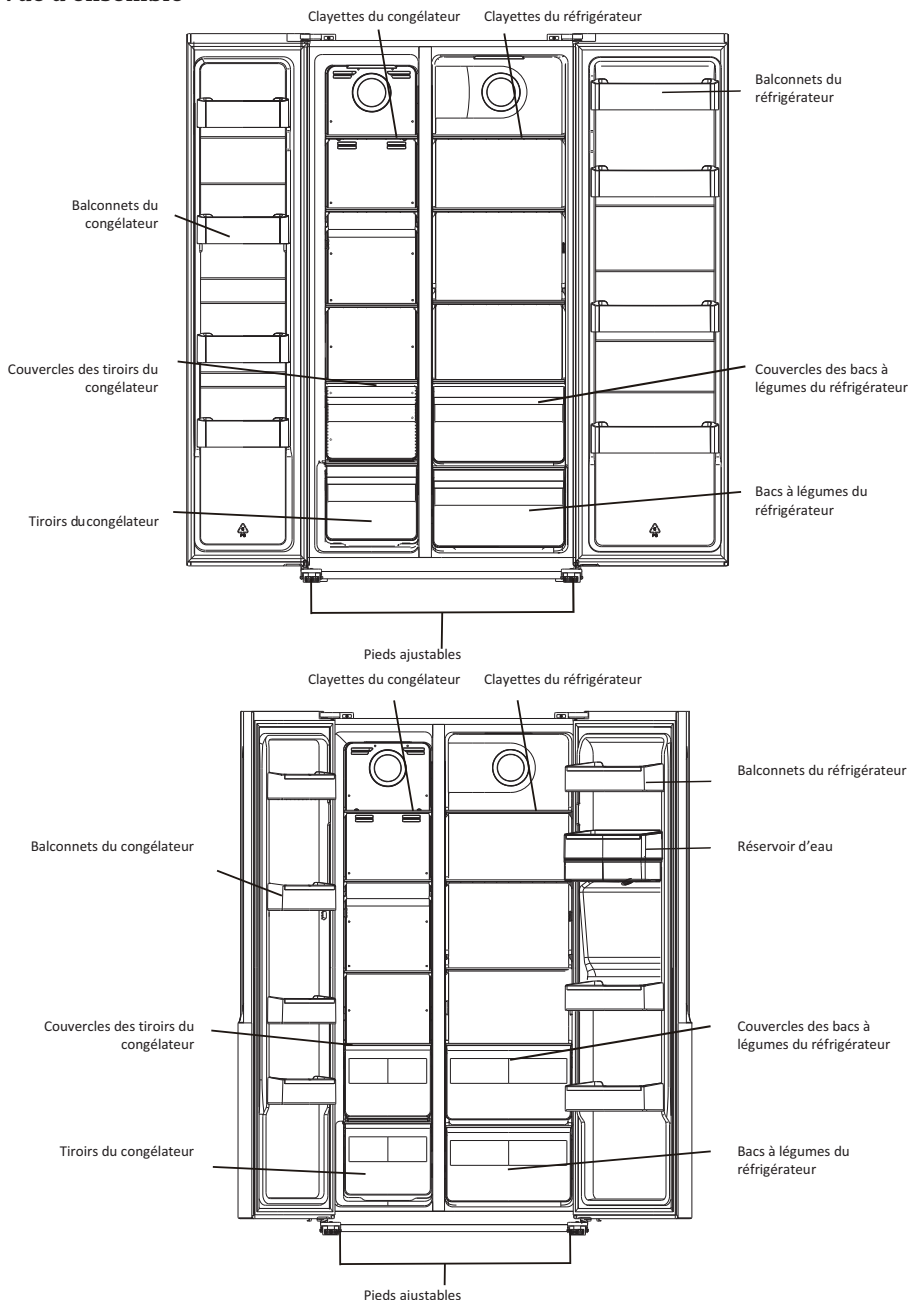 Vue d'ensemble
Clayettes du congélateur
Clayettes du réfrigérateur
Balconnets du
réfrigérateur
Balconnets du
congélateur
Couvercles des tiroirs du
congélateur
Couvercles des bacs à
légumes du réfrigérateur
Bacs à légumes du
réfrigérateur
Tiroirs du congélateur
Pieds ajustables
Clayettes du congélateur
Clayettes du réfrigérateur
Balconnets du réfrigérateur
Balconnets du congélateur
Réservoir d'eau
Couvercles des tiroirs du
congélateur
Couvercles des bacs à
légumes du réfrigérateur
Tiroirs du congélateur
Bacs à légumes du
réfrigérateur
Pieds ajustables